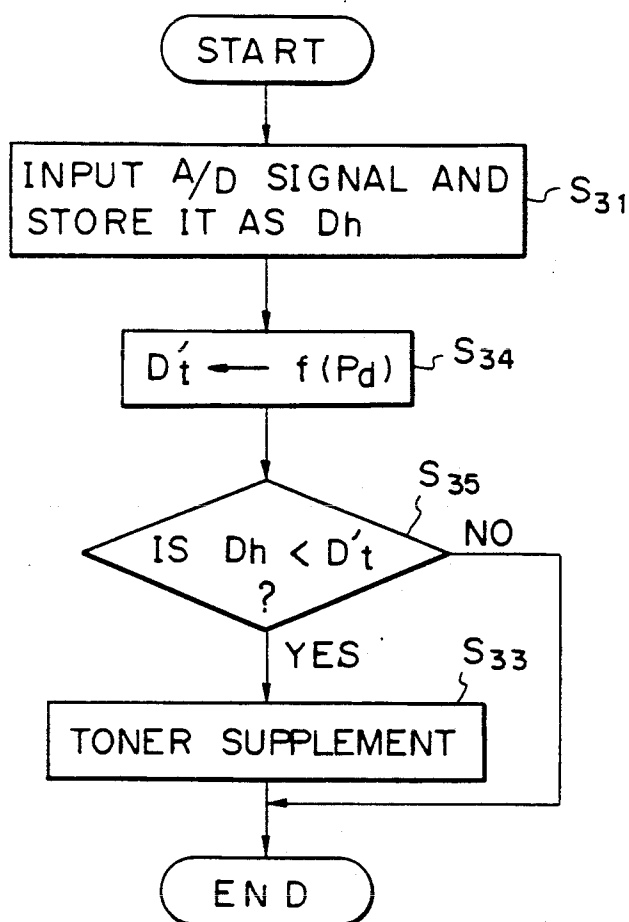 START
INPUT A/D SIGNAL AND
STORE IT AS Dh
S31
D't ← f(Pd)
S34
S35
IS Dh < D't
?
NO
YES
S33
TONER SUPPLEMENT
END